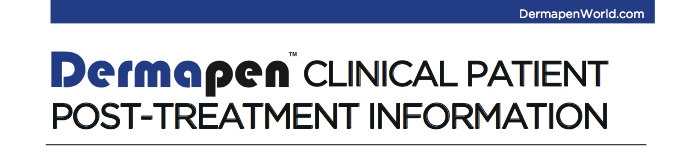 DermapenWorld.com
Dermapen™ CLINICAL PATIENT
POST-TREATMENT INFORMATION